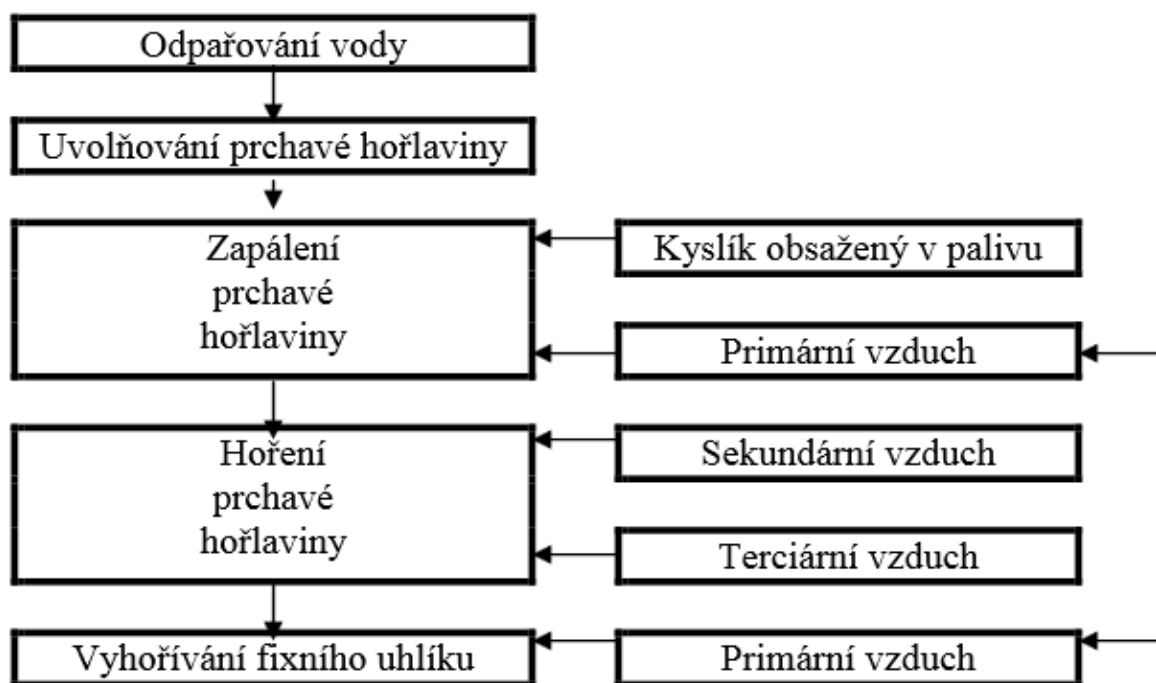 Odpařování vody
Uvolňování prchavé hořlaviny
Zapálení
prchavé
hořlaviny
Kyslík obsažený v palivu
Primární vzduch
Hoření
prchavé
hořlaviny
Sekundární vzduch
Terciární vzduch
Vyhořívání fixního uhlíku
Primární vzduch